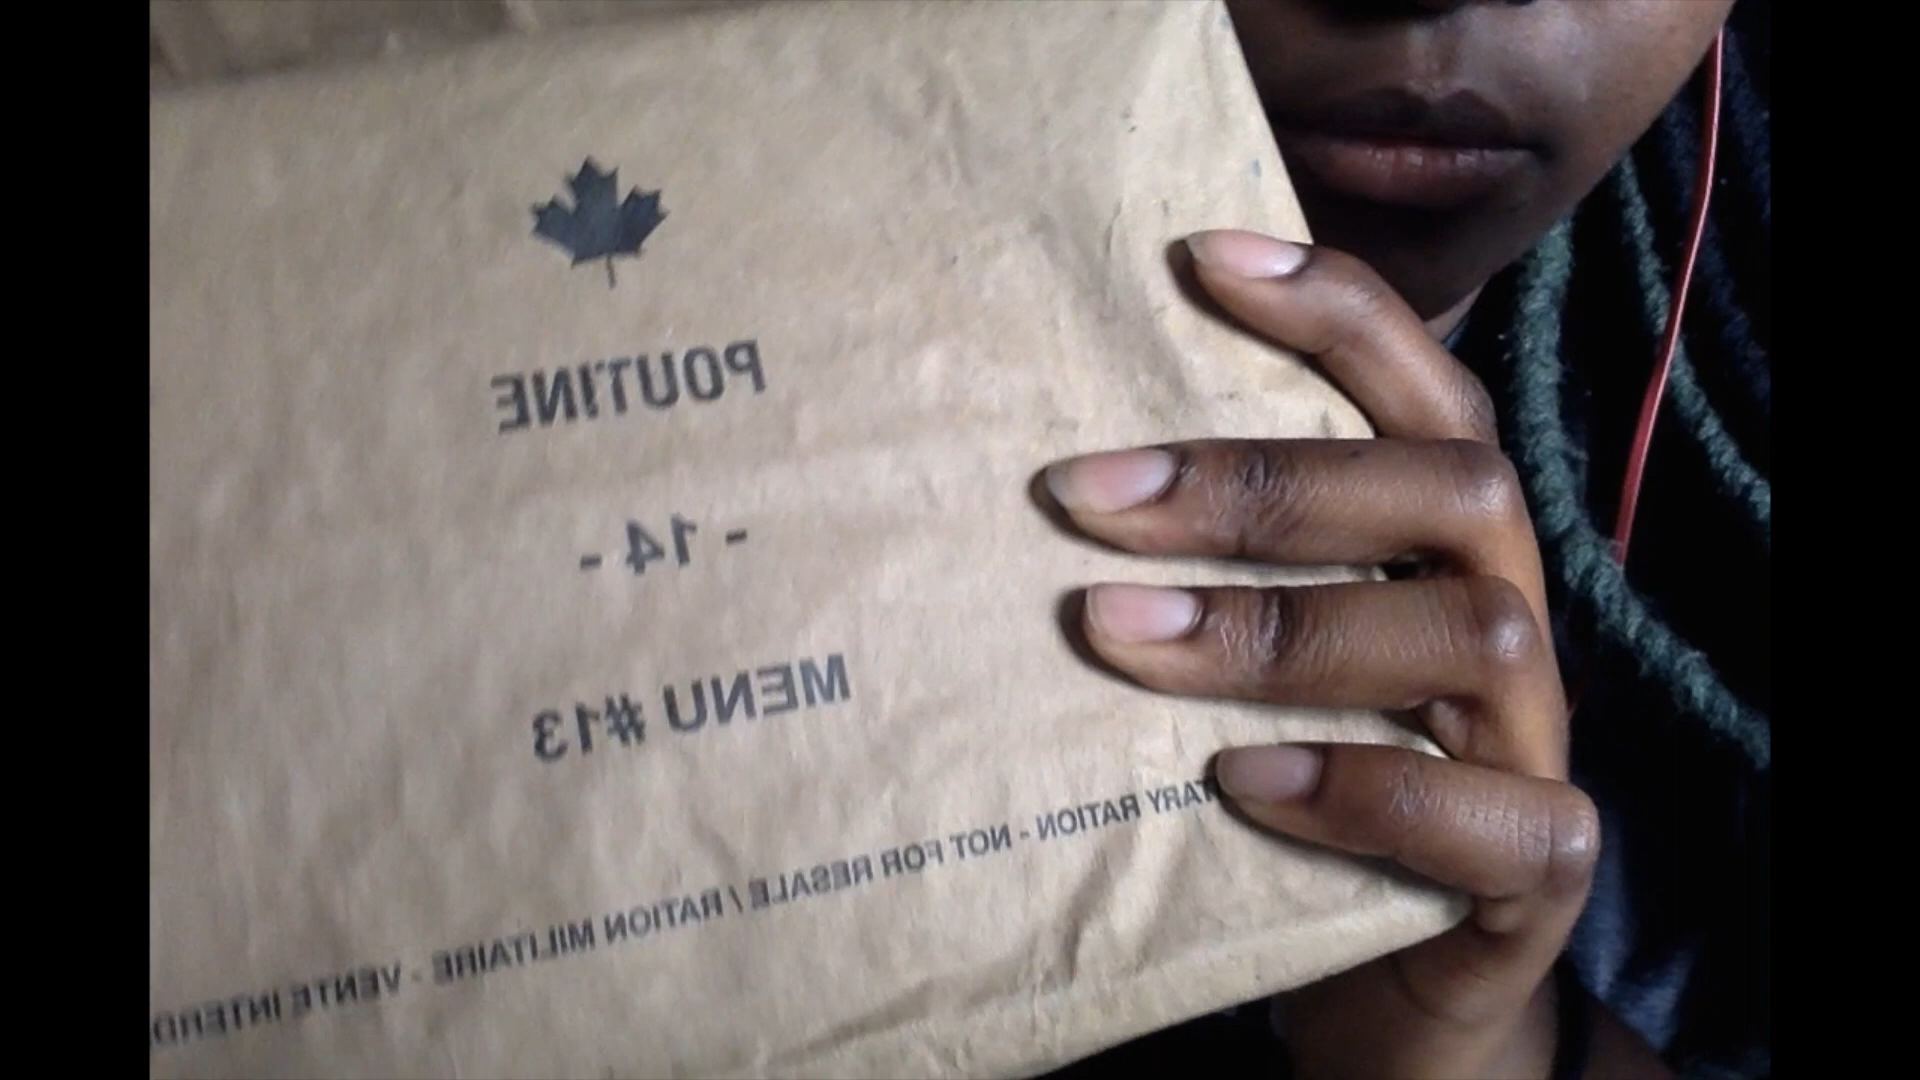 POUTINE
- 14 -
MENU #13
TARY RATION - NOT FOR RESALE / RATION MILITAIRE - VENTE INTERD